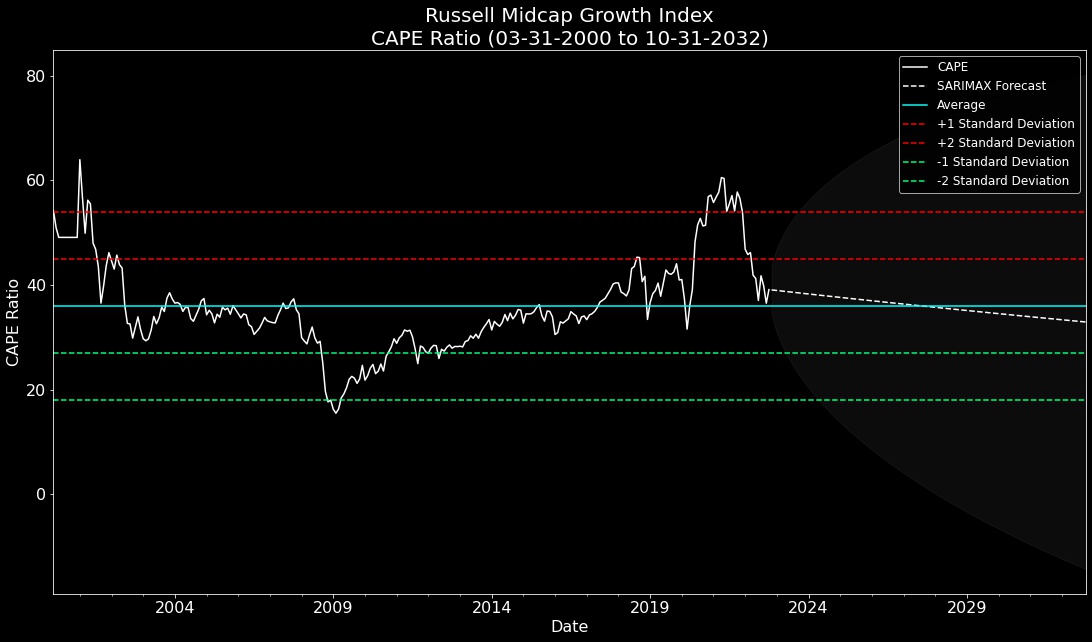 Russell Midcap Growth Index
CAPE Ratio (03-31-2000 to 10-31-2032)
CAPE
SARIMAX Forecast
Average
+1 Standard Deviation
+2 Standard Deviation
-1 Standard Deviation
-2 Standard Deviation
80
60
40
20
0
CAPE Ratio
2004
2009
2014
2019
2024
2029
Date